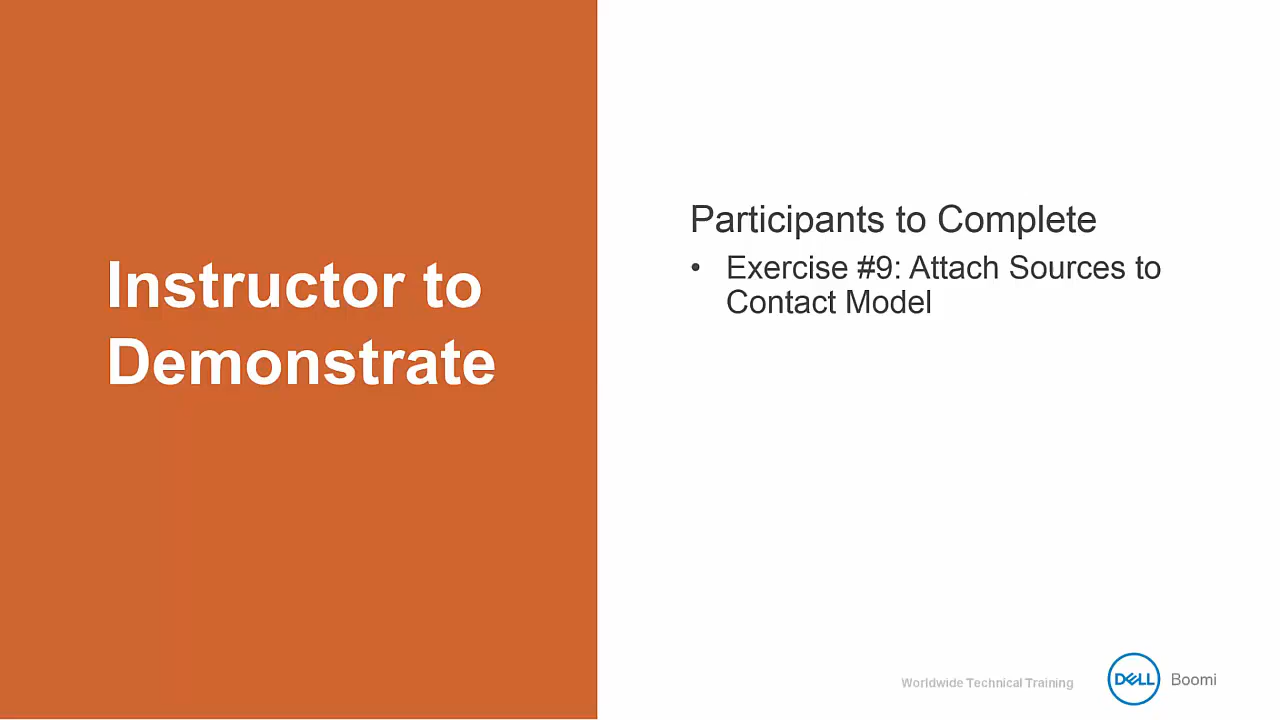 Instructor to
Demonstrate
Participants to Complete
• Exercise #9: Attach Sources to
Contact Model
Worldwide Technical Training
DELL Boomi